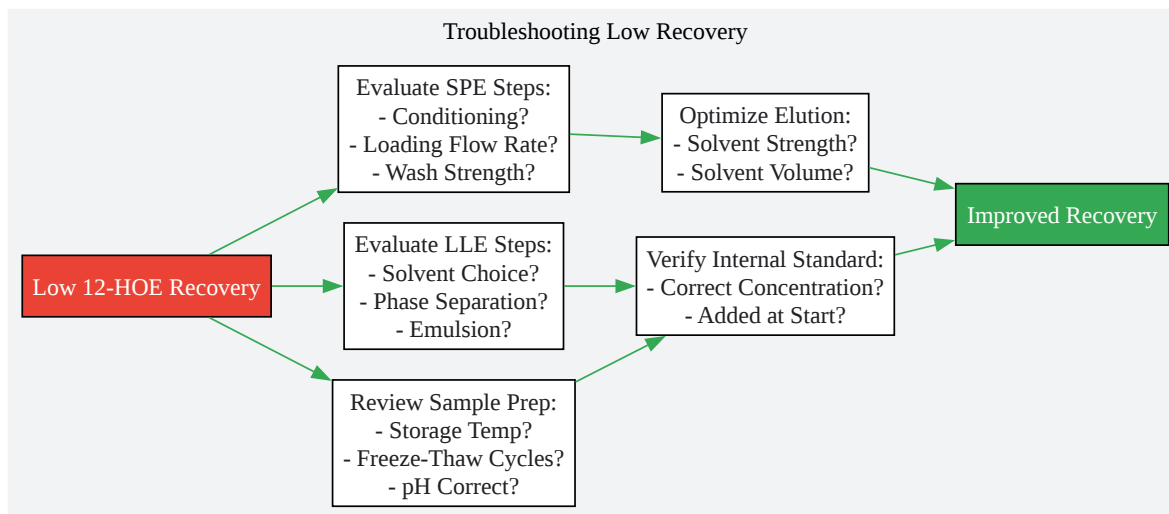 Troubleshooting Low Recovery
Low 12-HOE Recovery
Evaluate SPE Steps:
- Conditioning?
- Loading Flow Rate?
- Wash Strength?
Evaluate LLE Steps:
- Solvent Choice?
- Phase Separation?
- Emulsion?
Review Sample Prep:
- Storage Temp?
- Freeze-Thaw Cycles?
- pH Correct?
Optimize Elution:
- Solvent Strength?
- Solvent Volume?
Verify Internal Standard:
- Correct Concentration?
- Added at Start?
Improved Recovery